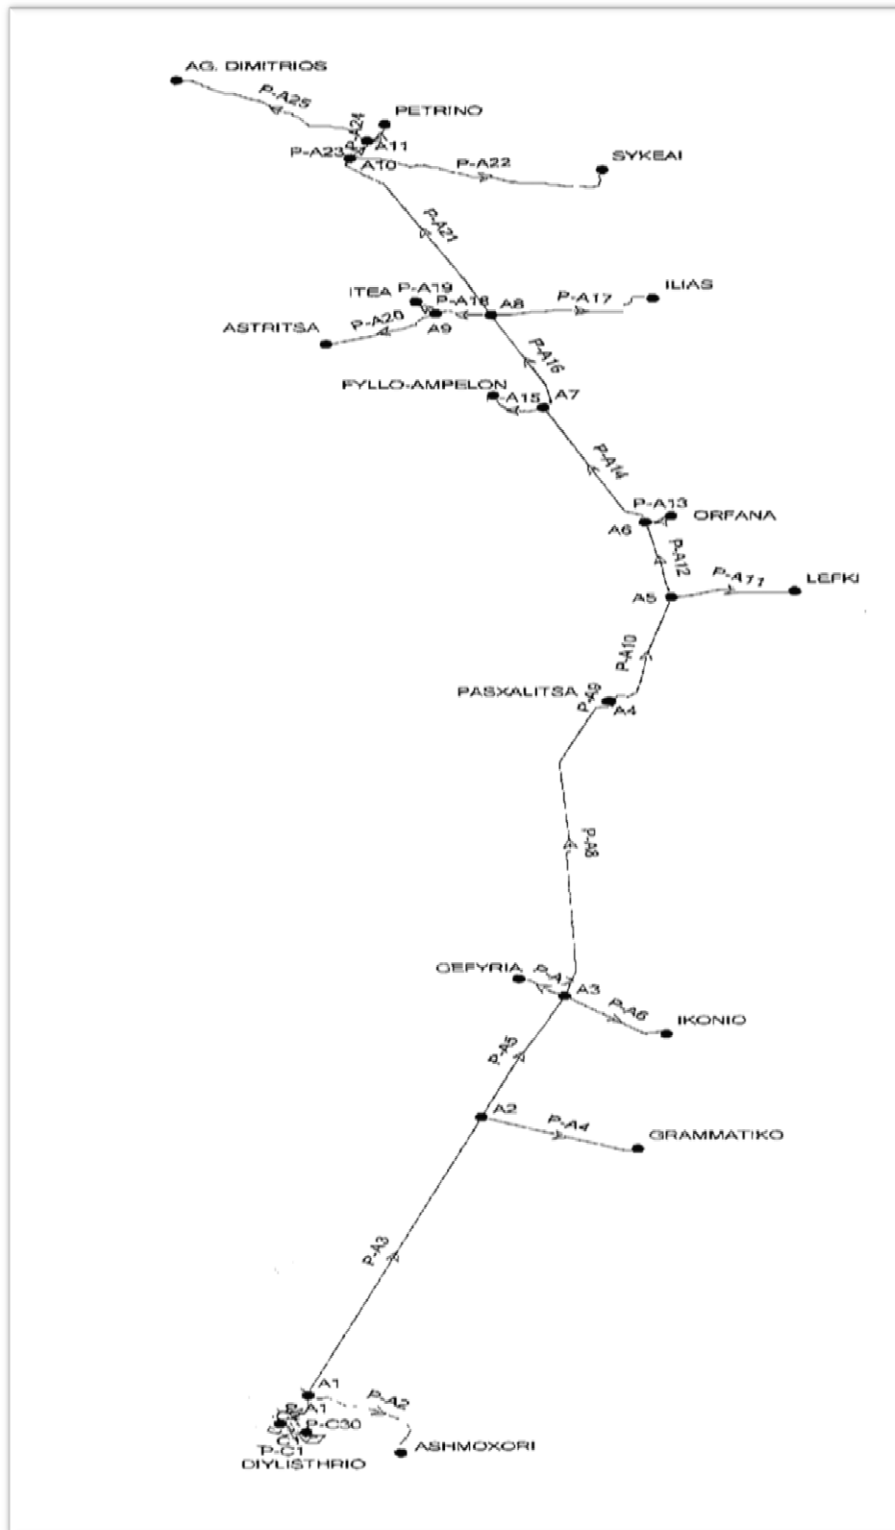 AG. DIMITRIOS
P-A25
PETRINO
P-A24
A11
P-A23
A10
P-A22
SYKEAI
P-A21
ITEA
P-A19
P-A18
A8
P-A17
ILIAS
ASTRITSA
P-A20
A9
P-A16
FYLLO-AMPELON
-A15
A7
P-A14
P-A13
ORFANA
A6
P-A12
P-A11
LEFKI
A5
P-A10
PASXALITSA
P-A9
A4
P-A8
GEFYRIA
P-A7
A3
P-A6
IKONIO
P-A5
A2
P-A4
GRAMMATIKO
P-A3
A1
P-A2
P-A1
P-C30
C1
P-C1
ASHMOXORI
DIYLISTHRIO